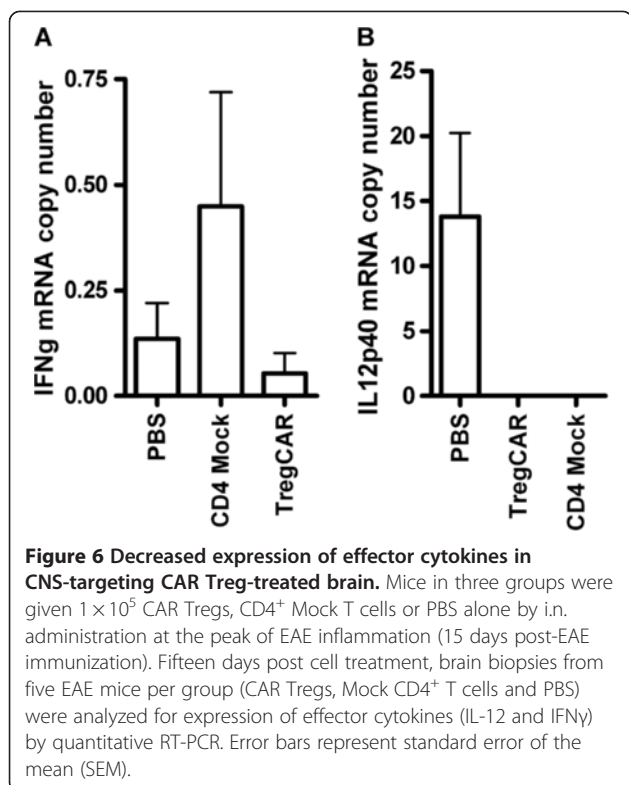 A
B
IFNg mRNA copy number
0.75
0.50
0.25
0.00
PBS
CD4 Mock
TregCAR
IL12p40 mRNA copy number
25
20
15
10
5
0
PBS
TregCAR
CD4 Mock
Figure 6 Decreased expression of effector cytokines in
CNS-targeting CAR Treg-treated brain. Mice in three groups were
given 1 × 10⁵ CAR Tregs, CD4⁺ Mock T cells or PBS alone by i.n.
administration at the peak of EAE inflammation (15 days post-EAE
immunization). Fifteen days post cell treatment, brain biopsies from
five EAE mice per group (CAR Tregs, Mock CD4⁺ T cells and PBS)
were analyzed for expression of effector cytokines (IL-12 and IFNγ)
by quantitative RT-PCR. Error bars represent standard error of the
mean (SEM).